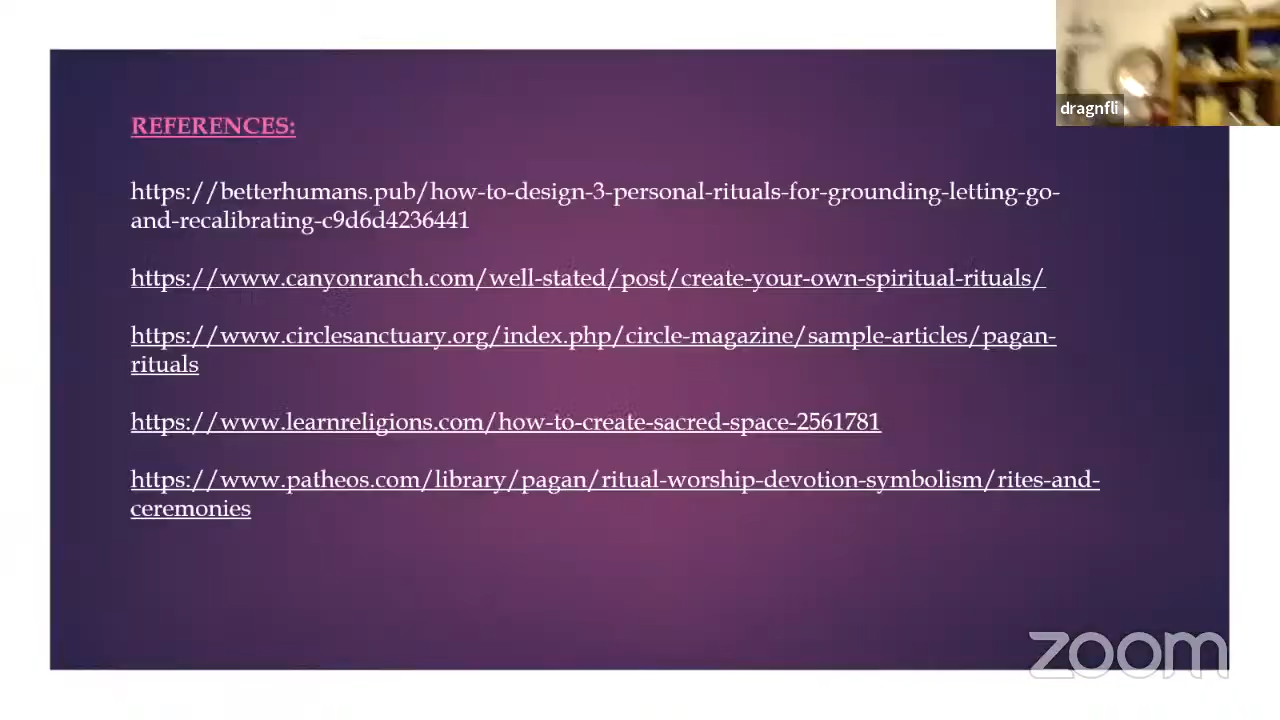 dragnfli
REFERENCES:
https://betterhumans.pub/how-to-design-3-personal-rituals-for-grounding-letting-go-
and-recalibrating-c9d6d4236441
https://www.canyonranch.com/well-stated/post/create-your-own-spiritual-rituals/
https://www.circlesanctuary.org/index.php/circle-magazine/sample-articles/pagan-
rituals
https://www.learnreligions.com/how-to-create-sacred-space-2561781
https://www.patheos.com/library/pagan/ritual-worship-devotion-symbolism/rites-and-
ceremonies
zoom